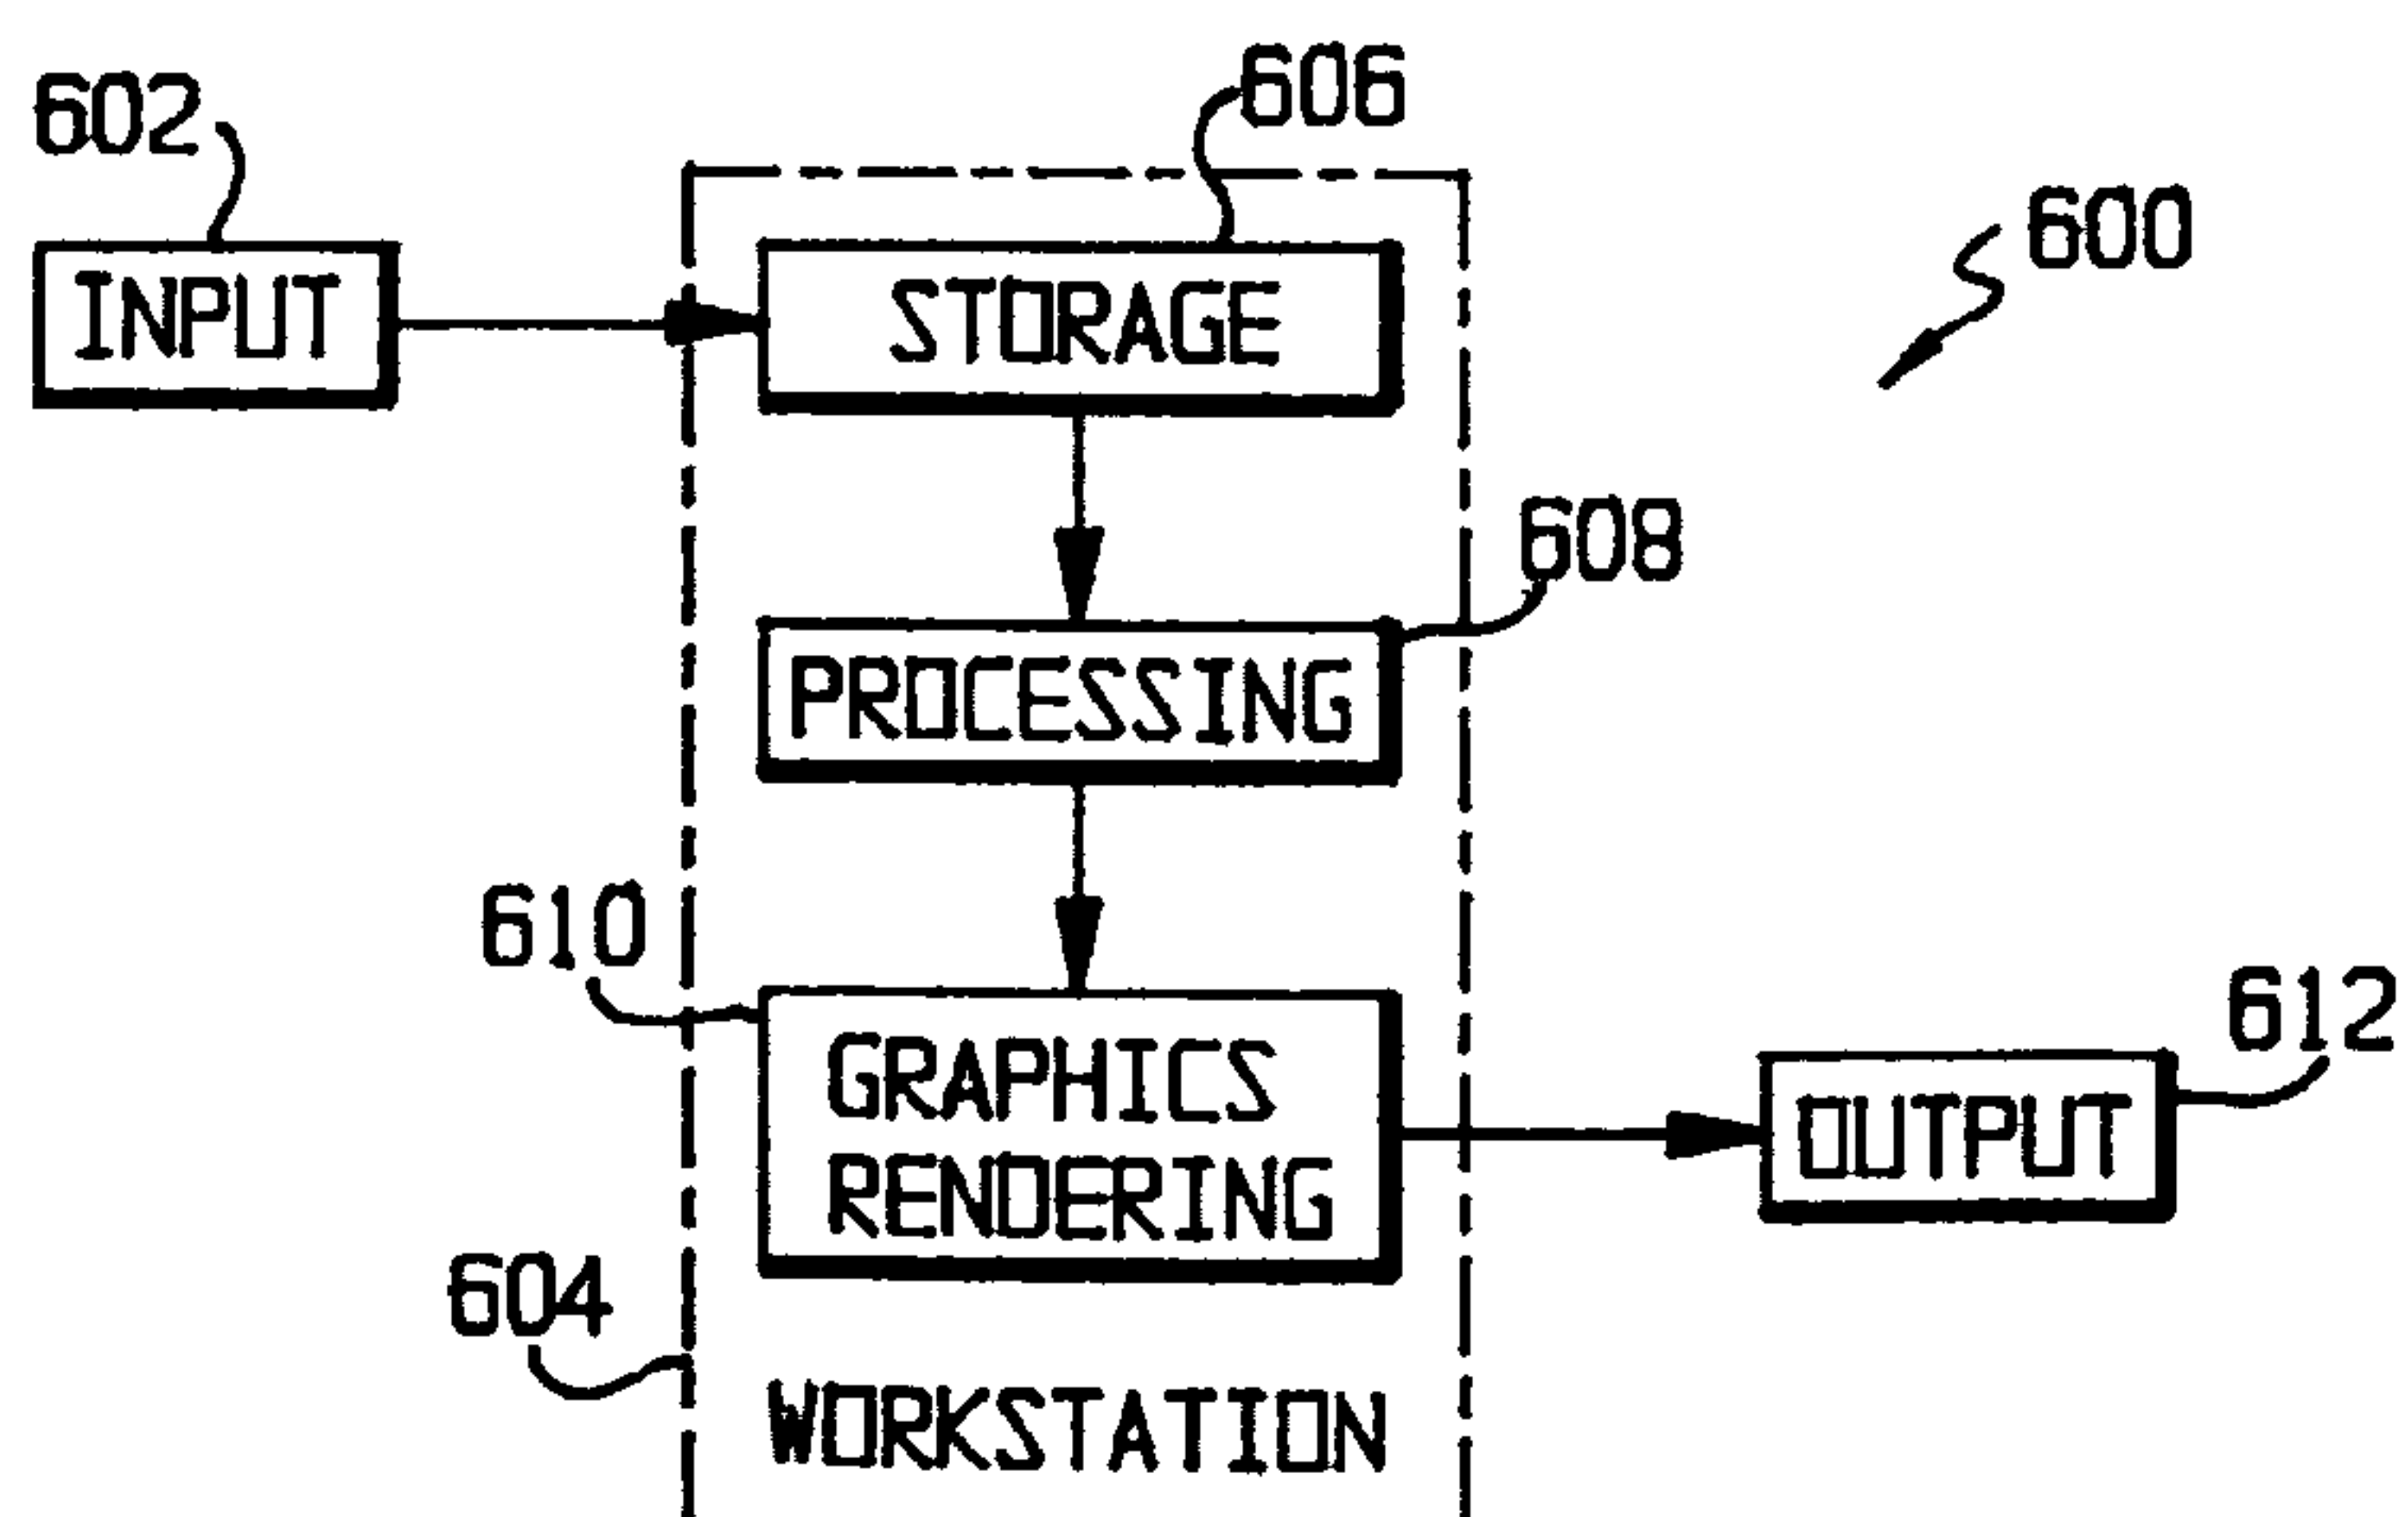 602
606
600
INPUT
STORAGE
608
PROCESSING
610
612
GRAPHICS
RENDERING
OUTPUT
604
WORKSTATION